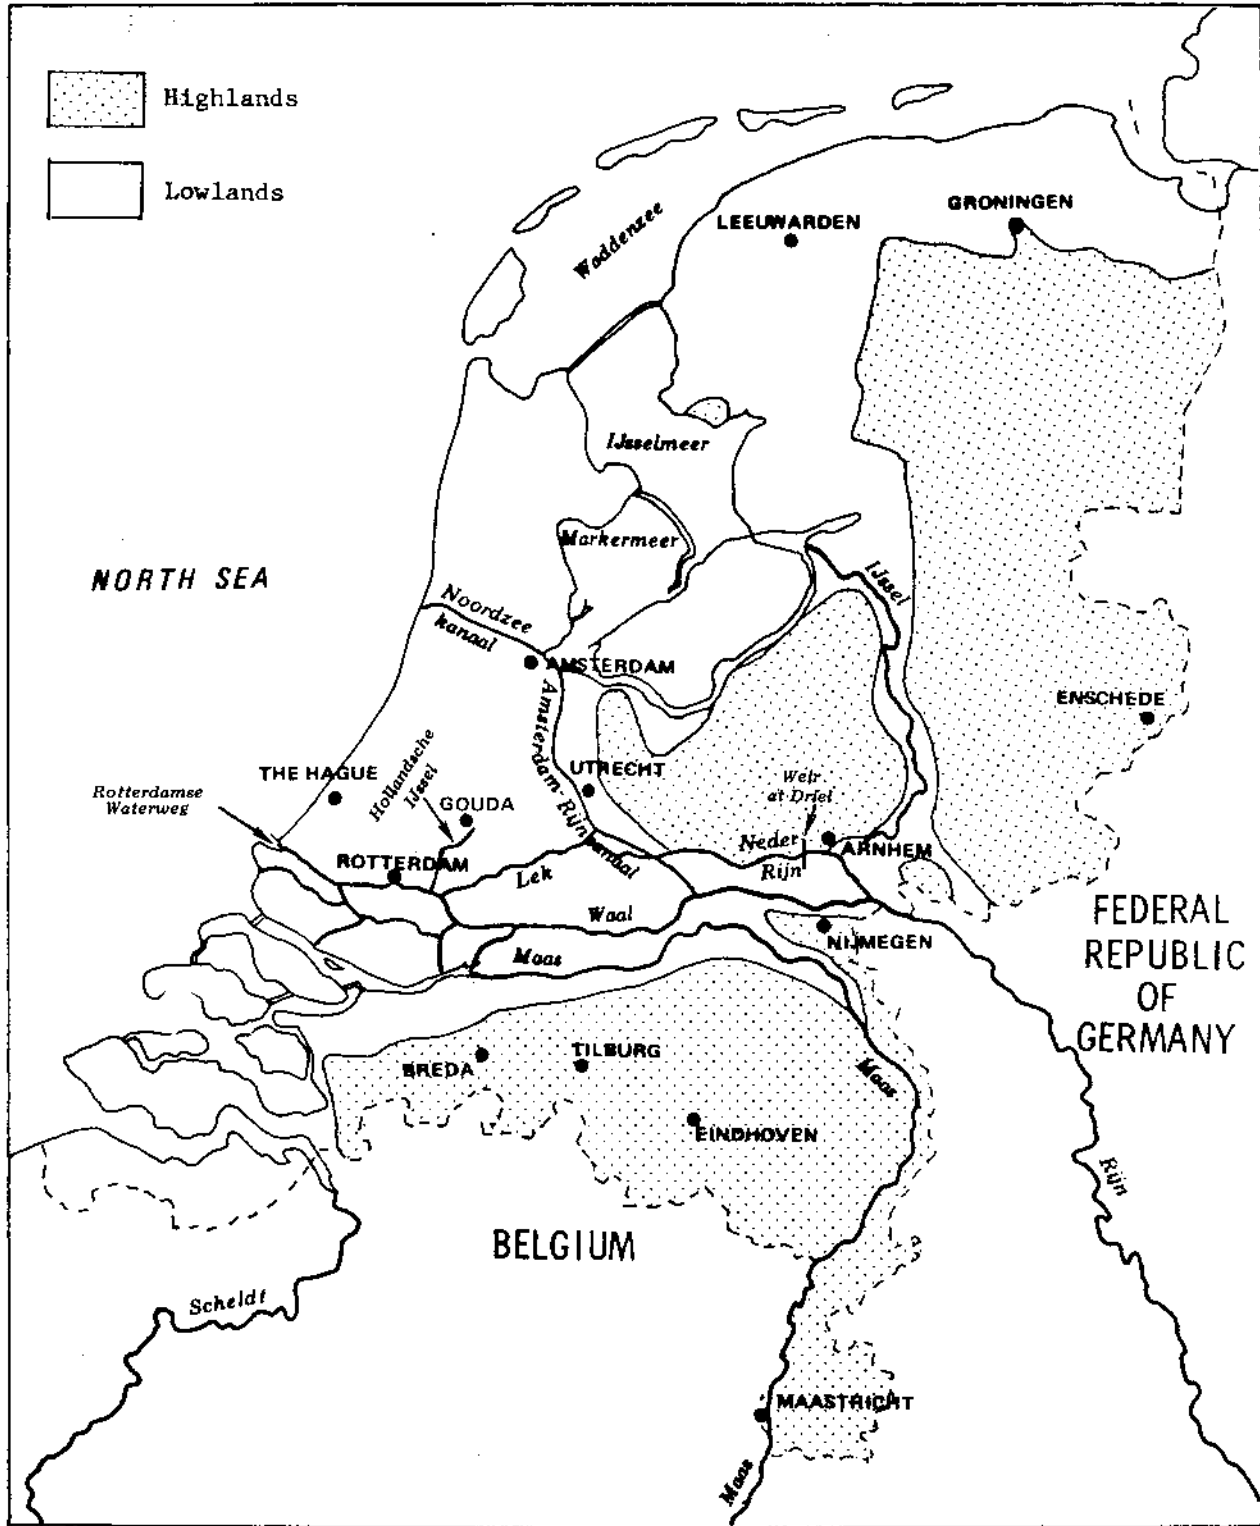 Highlands
Lowlands
Waddenzee
LEEUWARDEN
GRONINGEN
IJsselmeer
Markermeer
IJssel
NORTH SEA
Noordzee
kanaal
AMSTERDAM
Amsterdam-Rijn kanaal
ENSCHEDE
THE HAGUE
Hollandsche
IJssel
UTRECHT
Weir
at Driel
Rotterdamse
Waterweg
GOUDA
Neder
Rijn
ARNHEM
ROTTERDAM
Lek
Waal
NIJMEGEN
Maas
FEDERAL
REPUBLIC
OF
GERMANY
BREDA
TILBURG
Maas
EINDHOVEN
Rijn
BELGIUM
Scheldt
MAASTRICHT
Maas